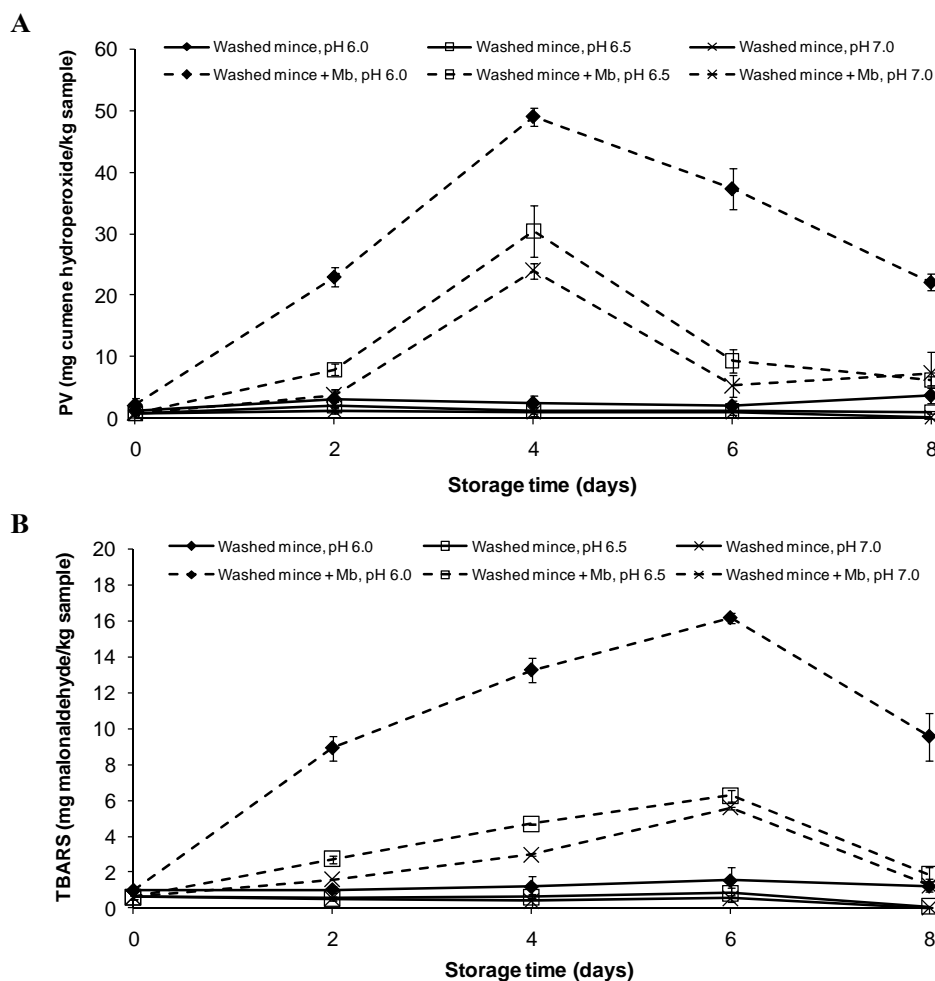 A
PV (mg cumene hydroperoxide/kg sample)
60
50
40
30
20
10
0
Washed mince, pH 6.0
Washed mince, pH 6.5
Washed mince, pH 7.0
Washed mince + Mb, pH 6.0
Washed mince + Mb, pH 6.5
Washed mince + Mb, pH 7.0
0 2 4 6 8
Storage time (days)
B
TBARS (mg malonaldehyde/kg sample)
20
18
16
14
12
10
8
6
4
2
0
Washed mince, pH 6.0
Washed mince, pH 6.5
Washed mince, pH 7.0
Washed mince + Mb, pH 6.0
Washed mince + Mb, pH 6.5
Washed mince + Mb, pH 7.0
0 2 4 6 8
Storage time (days)